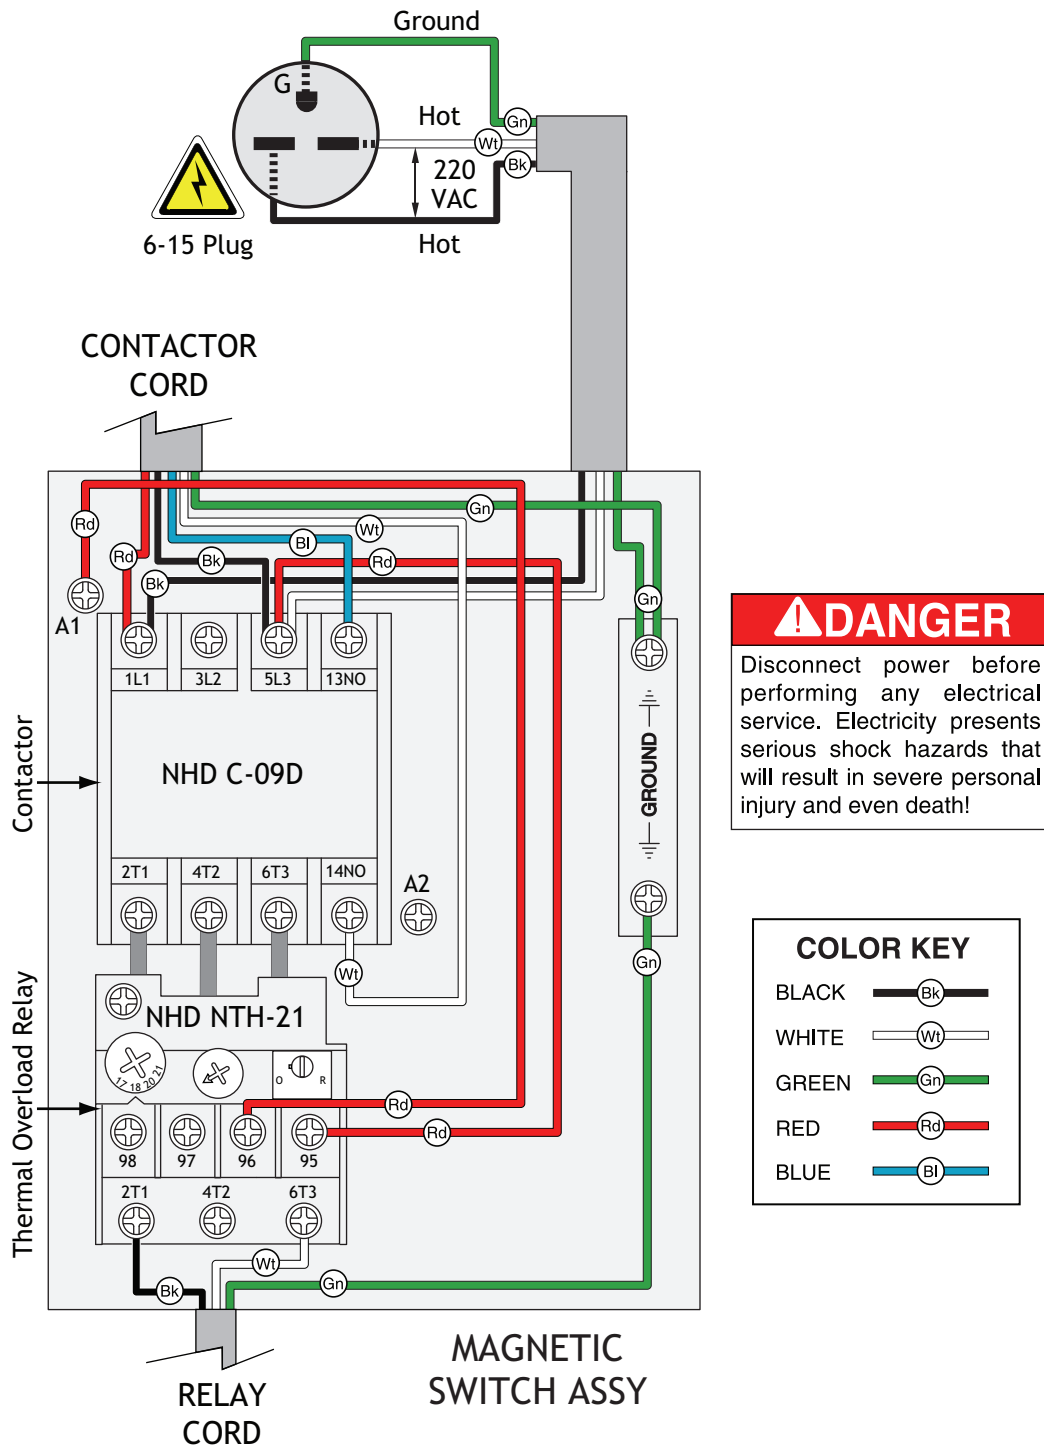 Ground
G
Hot
Gn
Wt
Bk
220
VAC
Hot
6-15 Plug
CONTACTOR
CORD
Rd
Gn
Wt
Bl
Rd
Bk
Rd
Bk
Gn
A1
1L1
3L2
5L3
13NO
DANGER
Disconnect power before
performing any electrical
service. Electricity presents
serious shock hazards that
will result in severe personal
injury and even death!
Contactor
NHD C-09D
GROUND
2T1
4T2
6T3
14NO
A2
Wt
Gn
COLOR KEY
BLACK Bk
WHITE Wt
GREEN Gn
RED Rd
BLUE Bl
Thermal Overload Relay
NHD NTH-21
17 18 20 21
O R
Rd
Rd
98
97
96
95
2T1
4T2
6T3
Wt
Bk
Gn
MAGNETIC
SWITCH ASSY
RELAY
CORD